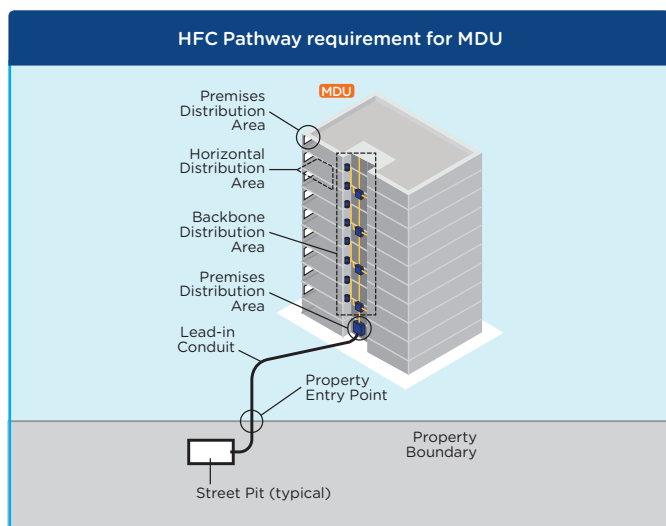 HFC Pathway requirement for MDU
MDU
Premises
Distribution
Area
Horizontal
Distribution
Area
Backbone
Distribution
Area
Premises
Distribution
Area
Lead-in
Conduit
Property
Entry Point
Property
Boundary
Street Pit (typical)